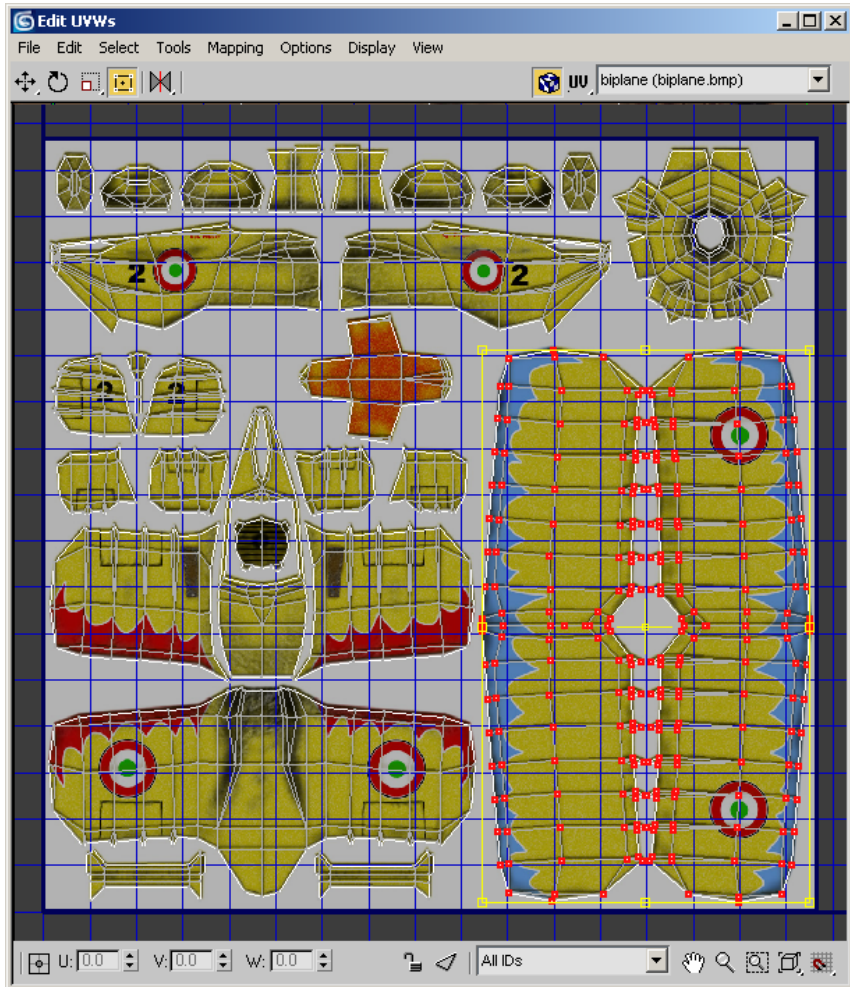 Edit UVWs
File Edit Select Tools Mapping Options Display View
UV biplane (biplane.bmp)
2 2
2 2
U: 0.0 V: 0.0 W: 0.0 All IDs